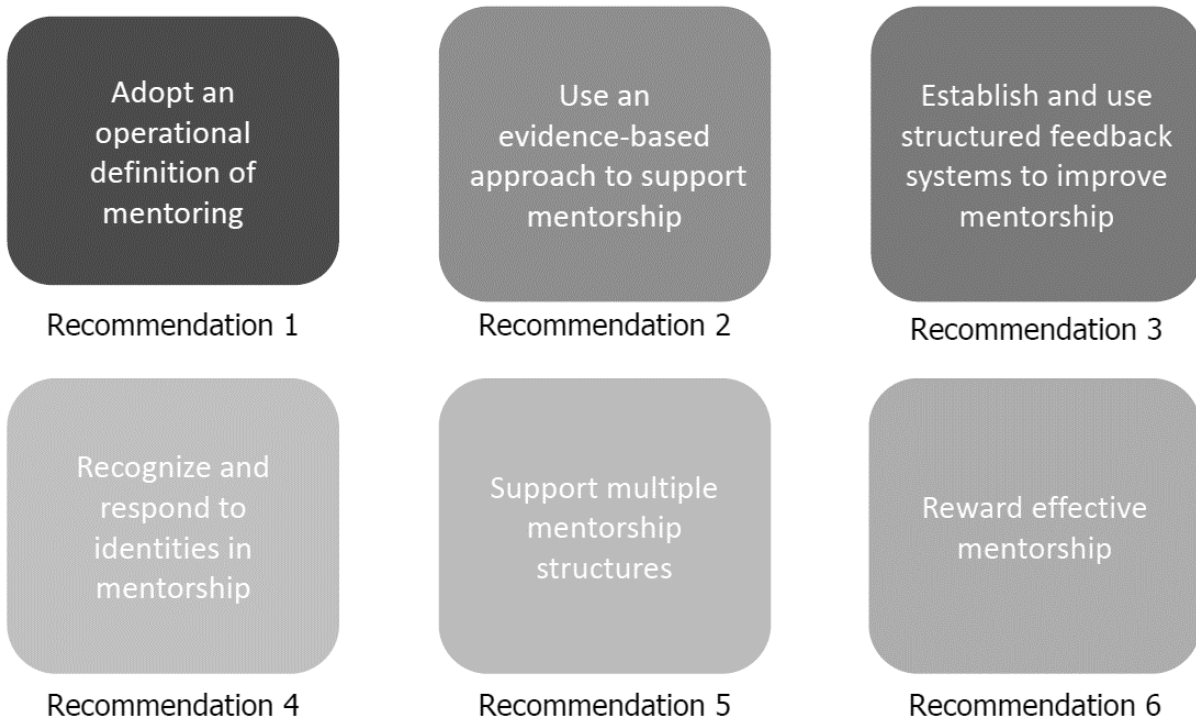 Adopt an
operational
definition of
mentoring
Recommendation 1
Use an
evidence-based
approach to support
mentorship
Recommendation 2
Establish and use
structured feedback
systems to improve
mentorship
Recommendation 3
Recognize and
respond to
identities in
mentorship
Recommendation 4
Support multiple
mentorship
structures
Recommendation 5
Reward effective
mentorship
Recommendation 6